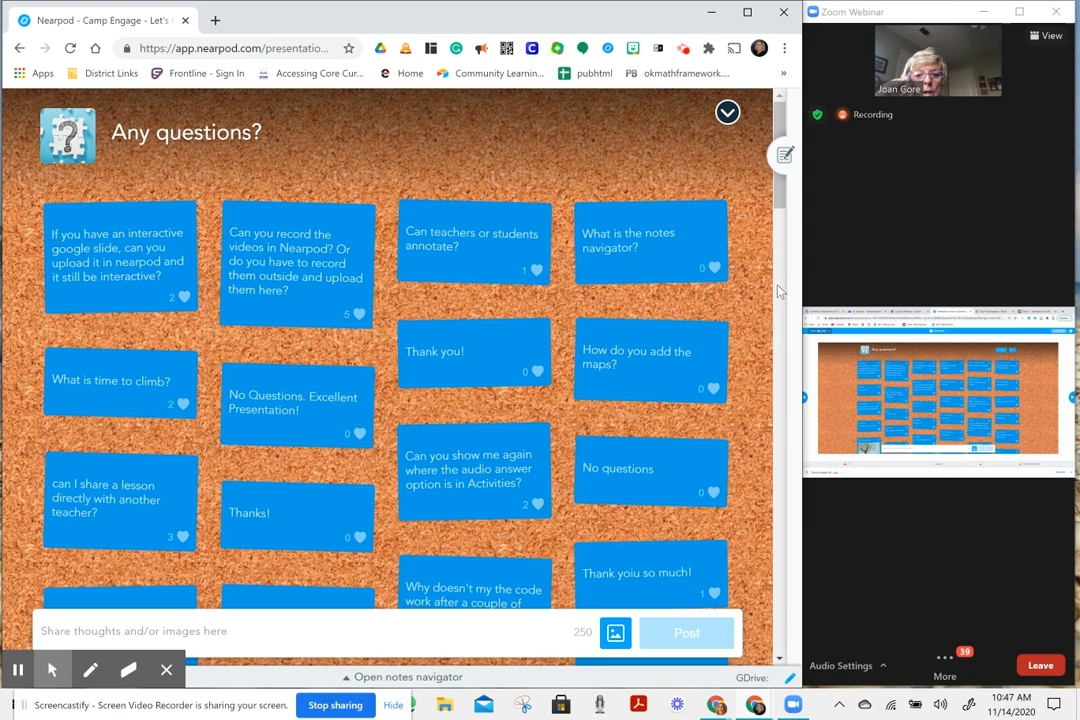 Nearpod - Camp Engage - Let's
https://app.nearpod.com/presentatio...
Apps
District Links
Frontline - Sign In
Accessing Core Cur...
Home
Community Learnin...
pubhtml
PB okmathframework....
»
Any questions?
If you have an interactive
google slide, can you
upload it in nearpod and
it still be interactive?
2
Can you record the
videos in Nearpod? Or
do you have to record
them outside and upload
them here?
5
Can teachers or students
annotate?
1
What is the notes
navigator?
0
What is time to climb?
2
No Questions. Excellent
Presentation!
0
Thank you!
0
How do you add the
maps?
0
can I share a lesson
directly with another
teacher?
3
Thanks!
0
Can you show me again
where the audio answer
option is in Activities?
2
No questions
0
Why doesn't my the code
work after a couple of
Thank yoiu so much!
1
Share thoughts and/or images here
250
Post
Open notes navigator
GDrive:
Screencastify - Screen Video Recorder is sharing your screen.
Stop sharing
Hide
Zoom Webinar
View
Joan Gore
Recording
Any questions?
Audio Settings
39
More
Leave
10:47 AM
11/14/2020